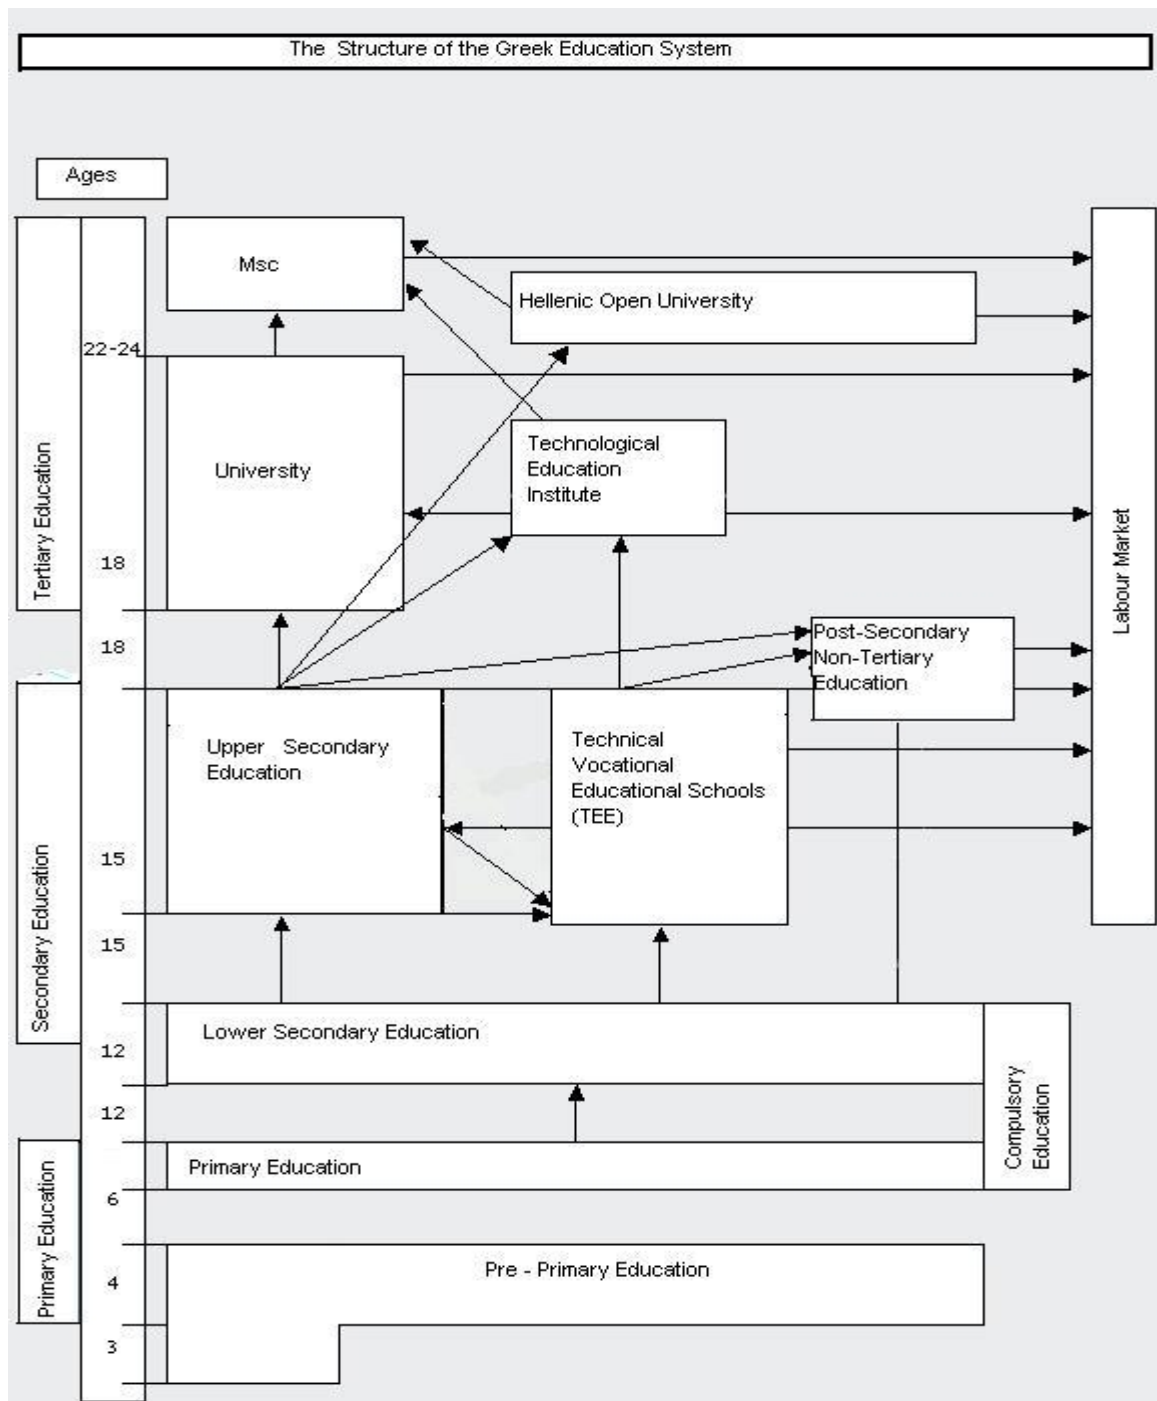 The Structure of the Greek Education System
Ages
Tertiary Education
Secondary Education
Primary Education
22-24
18
18
15
15
12
12
6
4
3
Msc
Hellenic Open University
University
Technological
Education
Institute
Post-Secondary
Non-Tertiary
Education
Upper Secondary
Education
Technical
Vocational
Educational Schools
(TEE)
Labour Market
Lower Secondary Education
Compulsory
Education
Primary Education
Pre - Primary Education